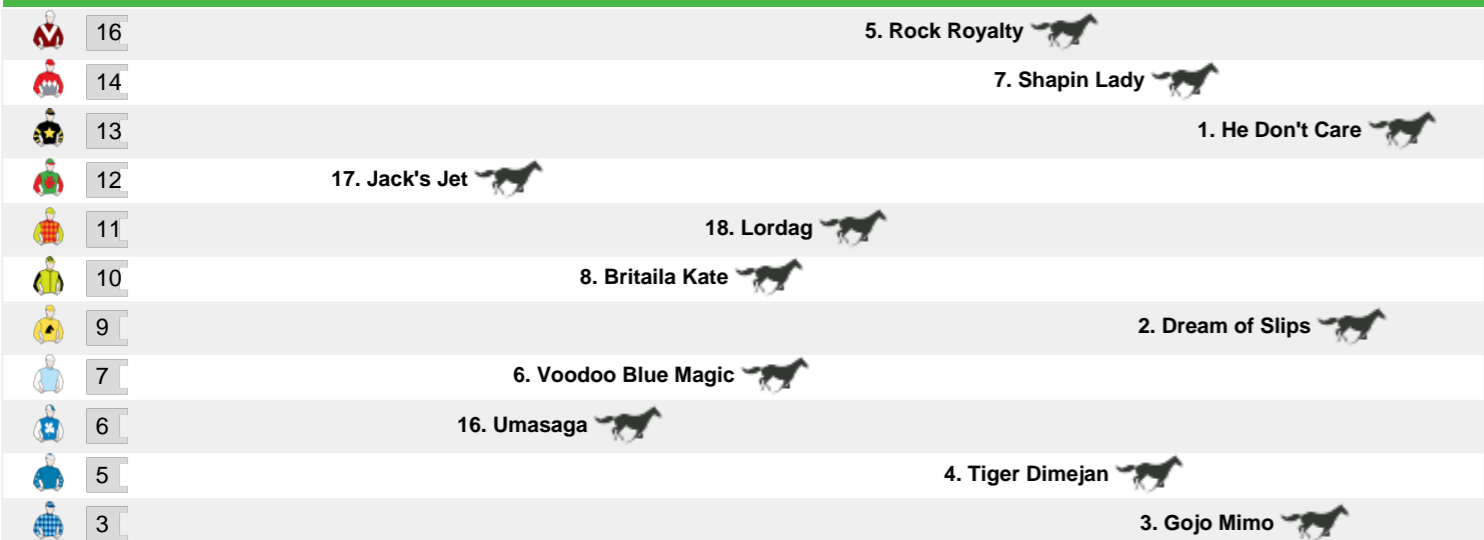 16 5. Rock Royalty
14 7. Shapin Lady
13 1. He Don't Care
12 17. Jack's Jet
11 18. Lordag
10 8. Britaila Kate
9 2. Dream of Slips
7 6. Voodoo Blue Magic
6 16. Umasaga
5 4. Tiger Dimejan
3 3. Gojo Mimo